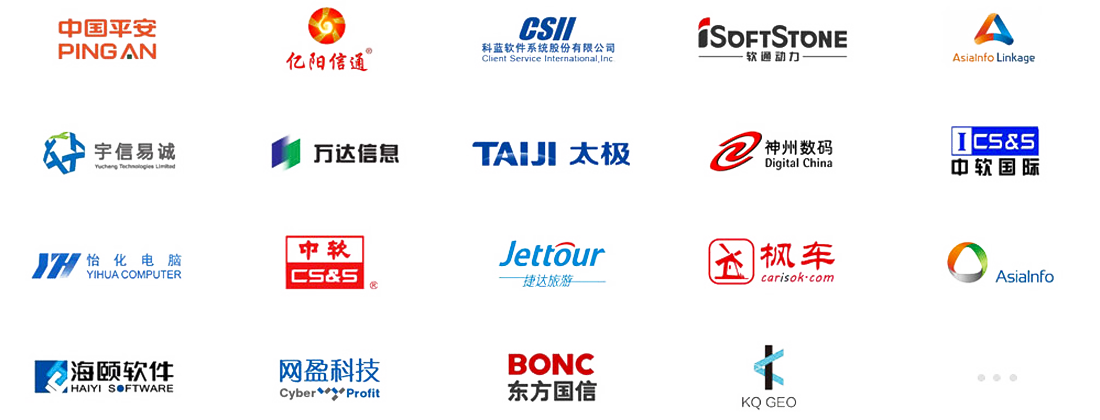 中国平安
PINGAN
亿阳信通®
CSII
科蓝软件系统股份有限公司
Client Service International,Inc.
iSOFTSTONE
软通动力
AsiaInfo Linkage
宇信易诚
Yucheng Technologies Limited
万达信息
TAIJI 太极
神州数码
Digital China
ICS&S
中软国际
YH 怡化电脑
YIHUA COMPUTER
中软
CS&S®
Jettour
捷达旅游
枫车
carisok·com
AsiaInfo
海颐软件
HAIYI SOFTWARE
网盈科技
Cyber Profit
BONC
东方国信
KQ GEO